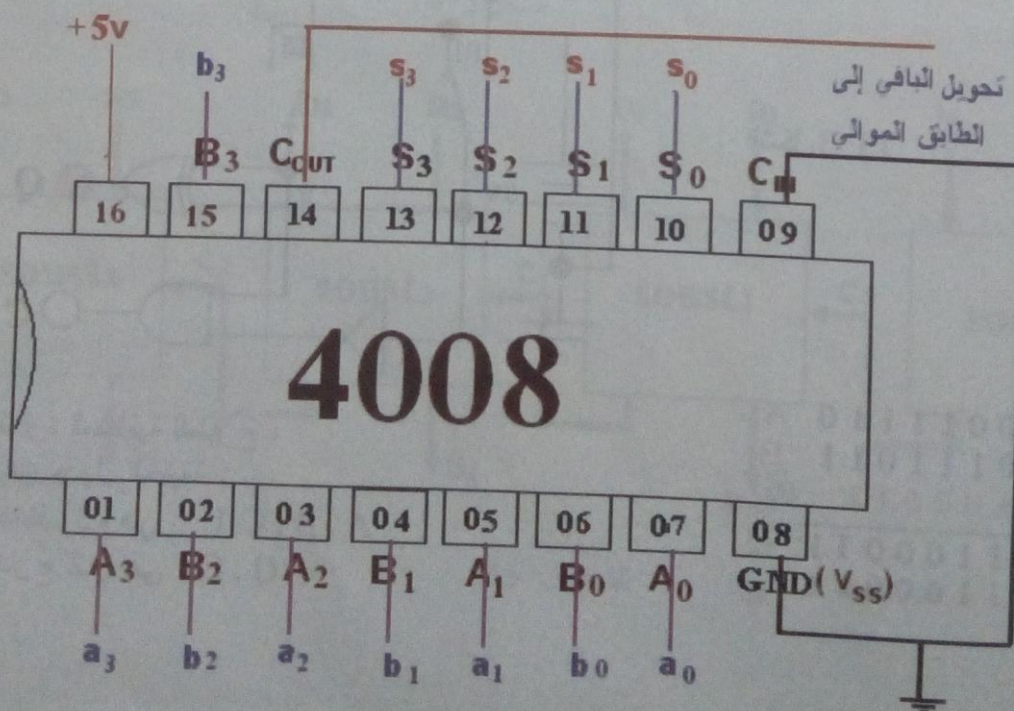 +5v
b3 s3 s2 s1 s0 تحويل الباقي إلى
الطابق الموالي
B3 COUT S3 S2 S1 S0 CIN
16 15 14 13 12 11 10 09
4008
01 02 03 04 05 06 07 08
A3 B2 A2 B1 A1 B0 A0 GND(VSS)
a3 b2 a2 b1 a1 b0 a0